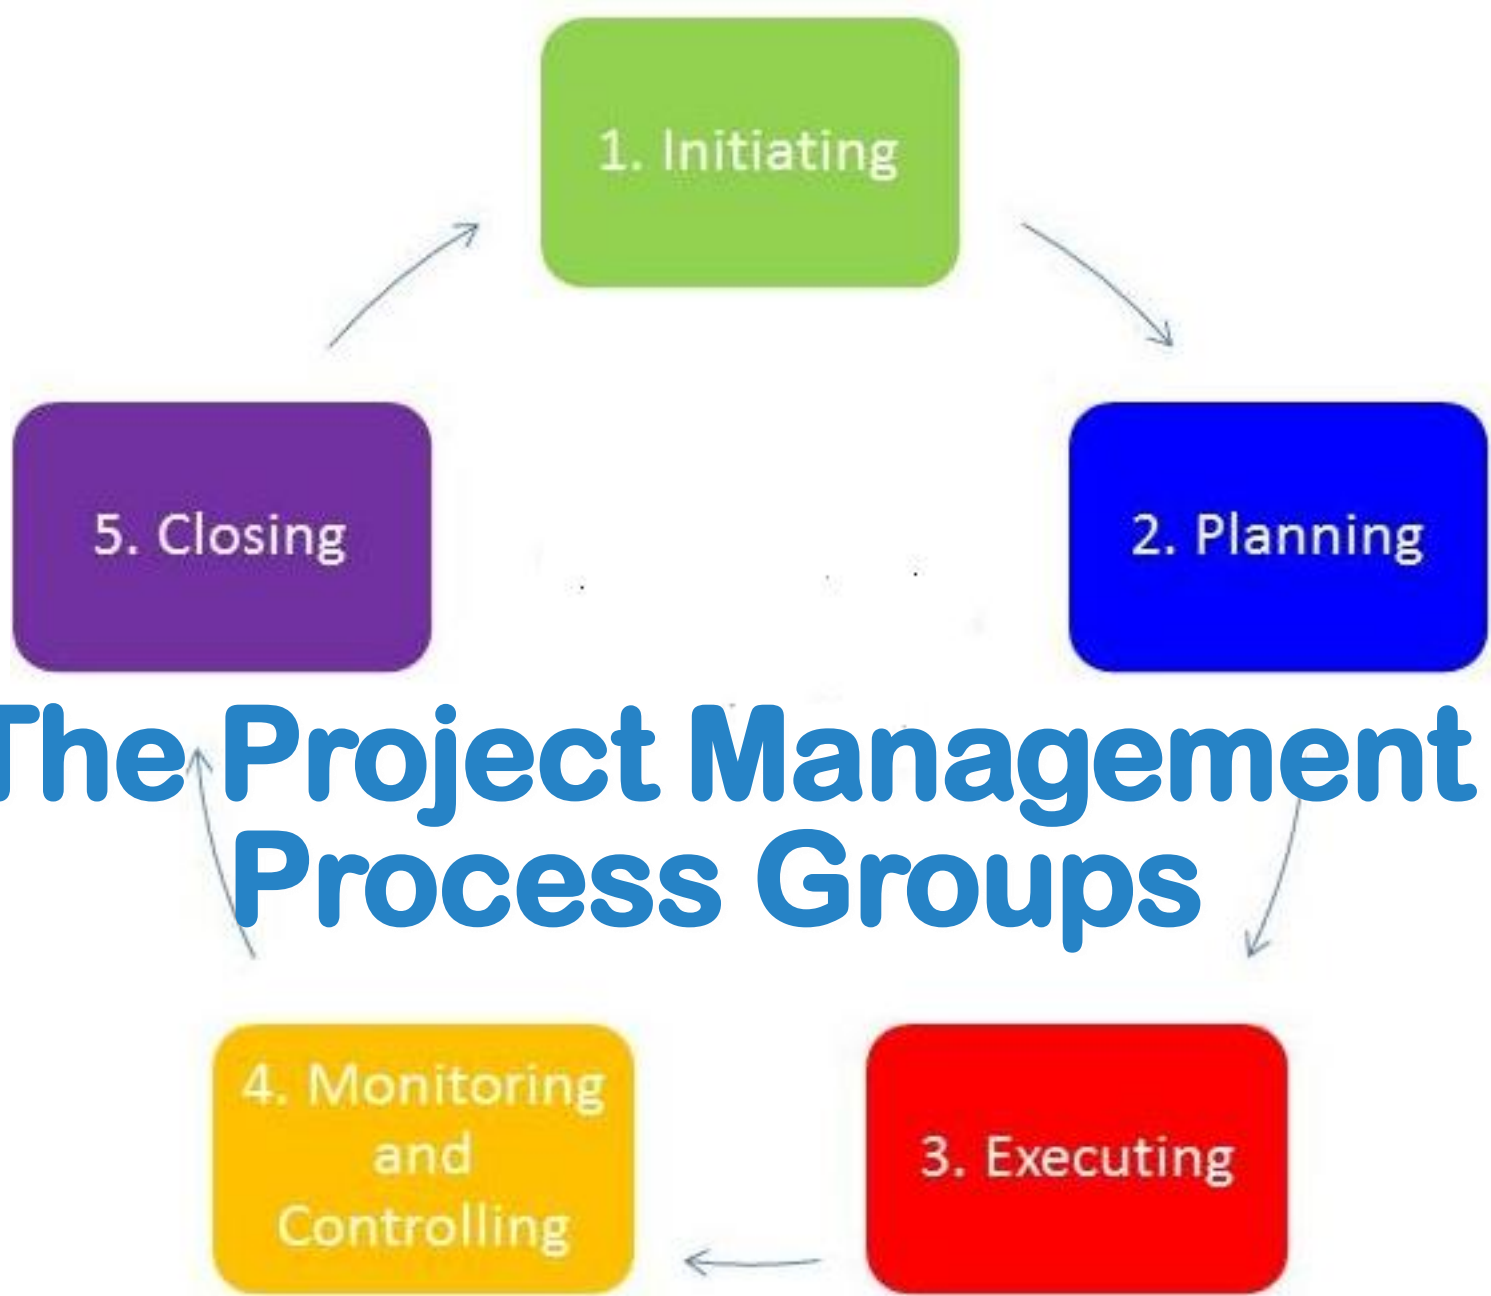 1. Initiating
5. Closing
2. Planning
The Project Management
Process Groups
4. Monitoring
and
Controlling
3. Executing